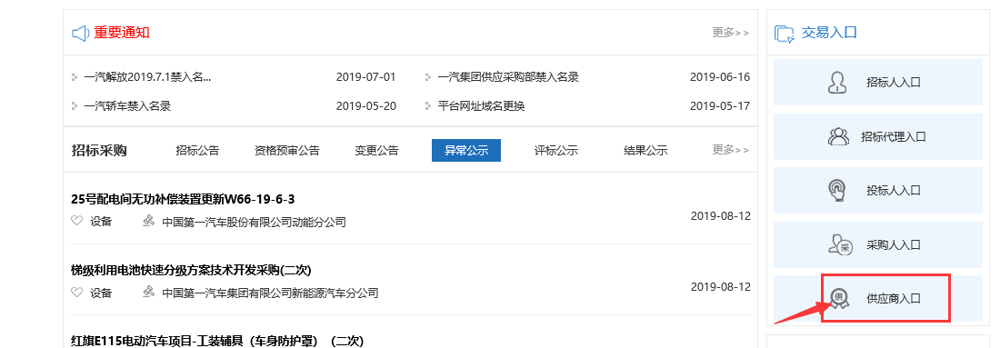 重要通知
更多>>
一汽解放2019.7.1禁入名...
2019-07-01
一汽集团供应采购部禁入名录
2019-06-16
一汽轿车禁入名录
2019-05-20
平台网址域名更换
2019-05-17
招标采购
招标公告
资格预审公告
变更公告
异常公示
评标公示
结果公示
更多>>
25号配电间无功补偿装置更新W66-19-6-3
设备
中国第一汽车股份有限公司动能分公司
2019-08-12
梯级利用电池快速分级方案技术开发采购(二次)
设备
中国第一汽车集团有限公司新能源汽车分公司
2019-08-12
红旗E115电动汽车项目-工装辅具（车身防护罩）（二次）
交易入口
招标人入口
招标代理入口
投标人入口
采
采购人入口
供
供应商入口